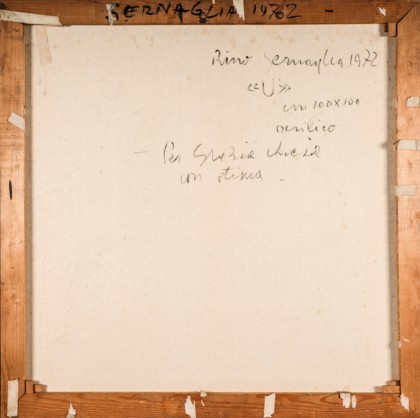 SERNAGLIA 1972 -
Rino Sernaglia 1972
«U»
cm 100X100
acrilico
- Per Grazia
con stima -